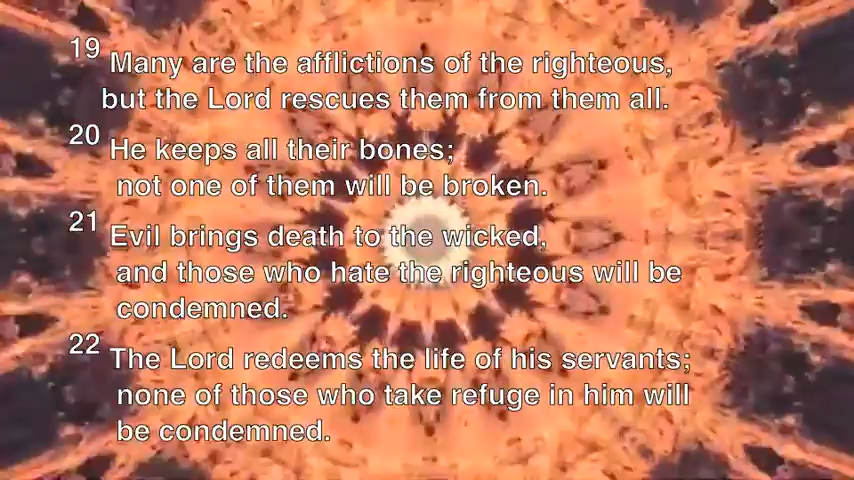 19 Many are the afflictions of the righteous,
but the Lord rescues them from them all.
20 He keeps all their bones;
not one of them will be broken.
21 Evil brings death to the wicked,
and those who hate the righteous will be
condemned.
22 The Lord redeems the life of his servants;
none of those who take refuge in him will
be condemned.